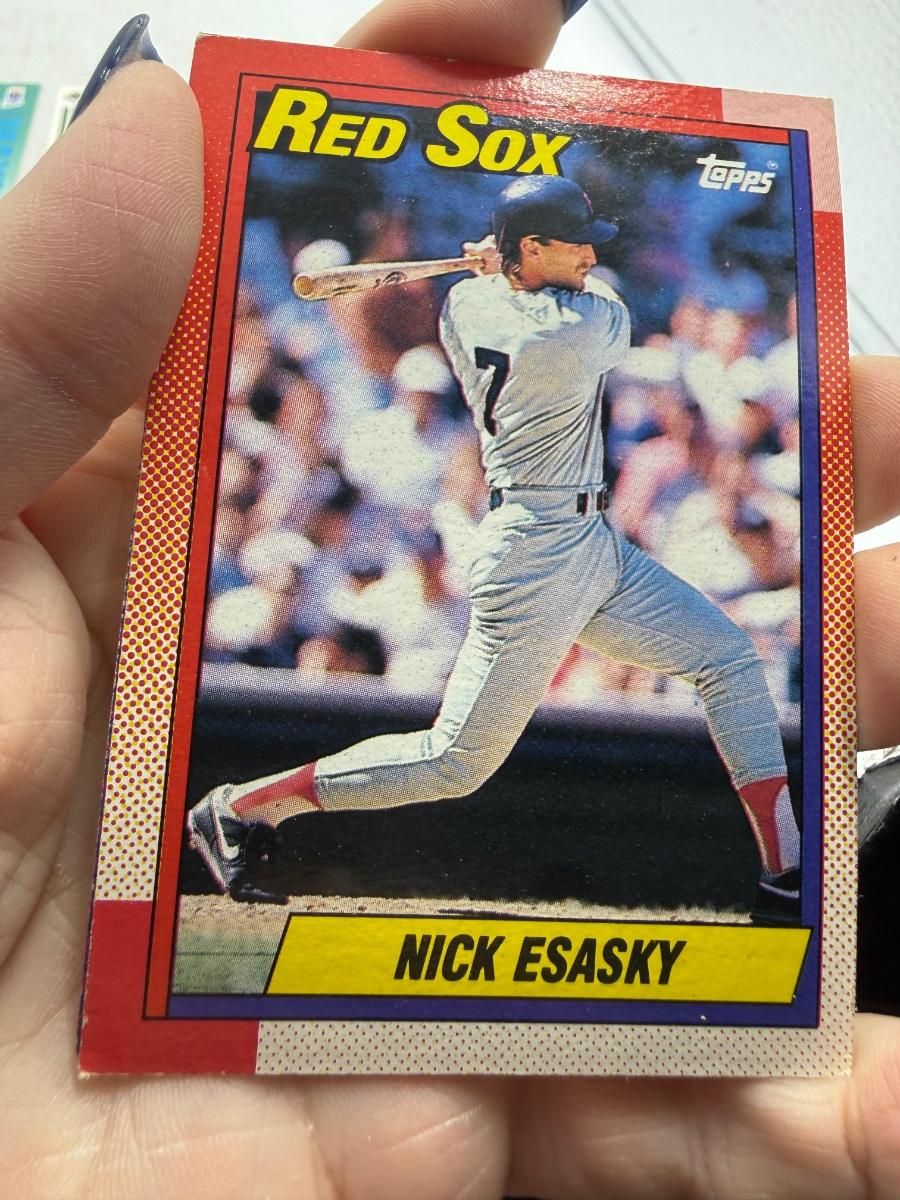 RED SOX
topps®
7
NICK ESASKY